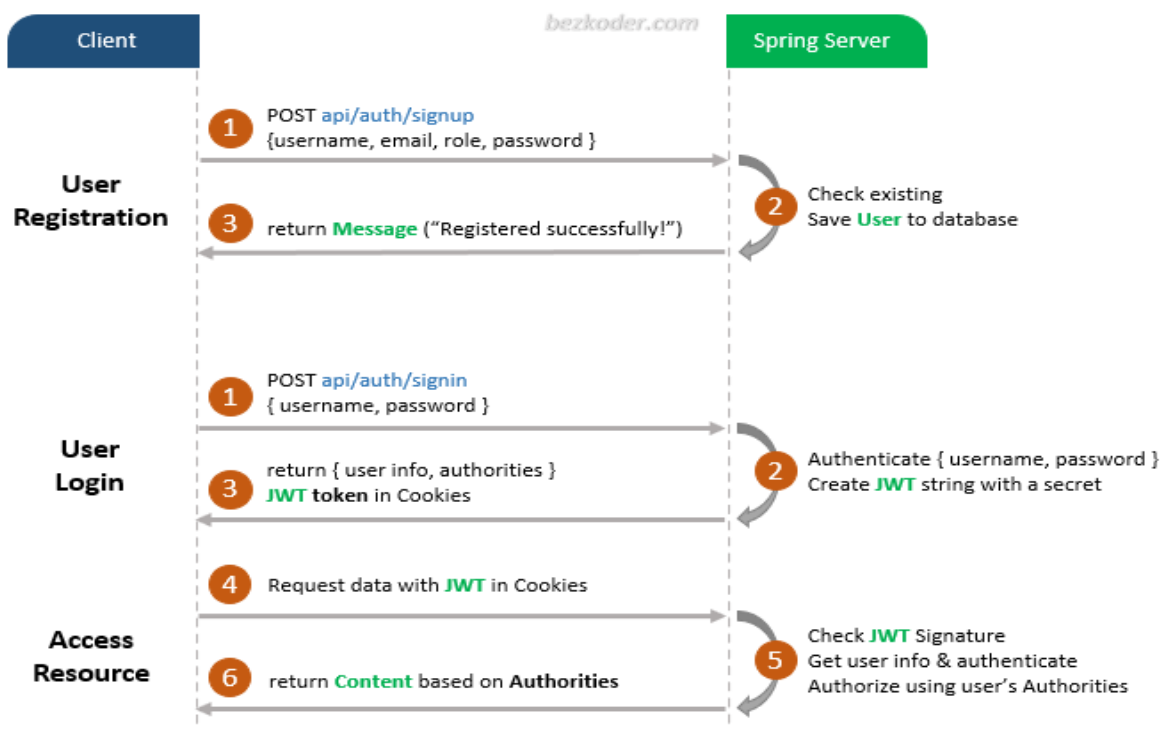 Client
bezkoder.com
Spring Server
User
Registration
1
POST api/auth/signup
{username, email, role, password }
2
Check existing
Save User to database
3
return Message (“Registered successfully!”)
User
Login
1
POST api/auth/signin
{ username, password }
2
Authenticate { username, password }
Create JWT string with a secret
3
return { user info, authorities }
JWT token in Cookies
Access
Resource
4
Request data with JWT in Cookies
5
Check JWT Signature
Get user info & authenticate
Authorize using user’s Authorities
6
return Content based on Authorities